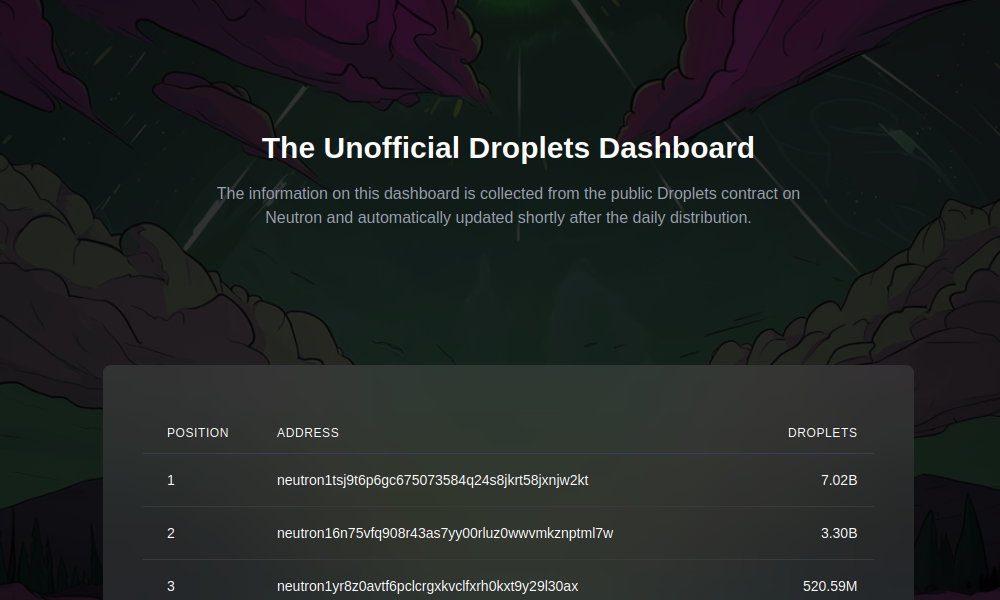 The Unofficial Droplets Dashboard
The information on this dashboard is collected from the public Droplets contract on
Neutron and automatically updated shortly after the daily distribution.
POSITION ADDRESS DROPLETS
1 neutron1tsj9t6p6gc675073584q24s8jkrt58jxnjw2kt 7.02B
2 neutron16n75vfq908r43as7yy00rluz0wwvmkznptml7w 3.30B
3 neutron1yr8z0avtf6pclcrgxkvclfxrh0kxt9y29l30ax 520.59M